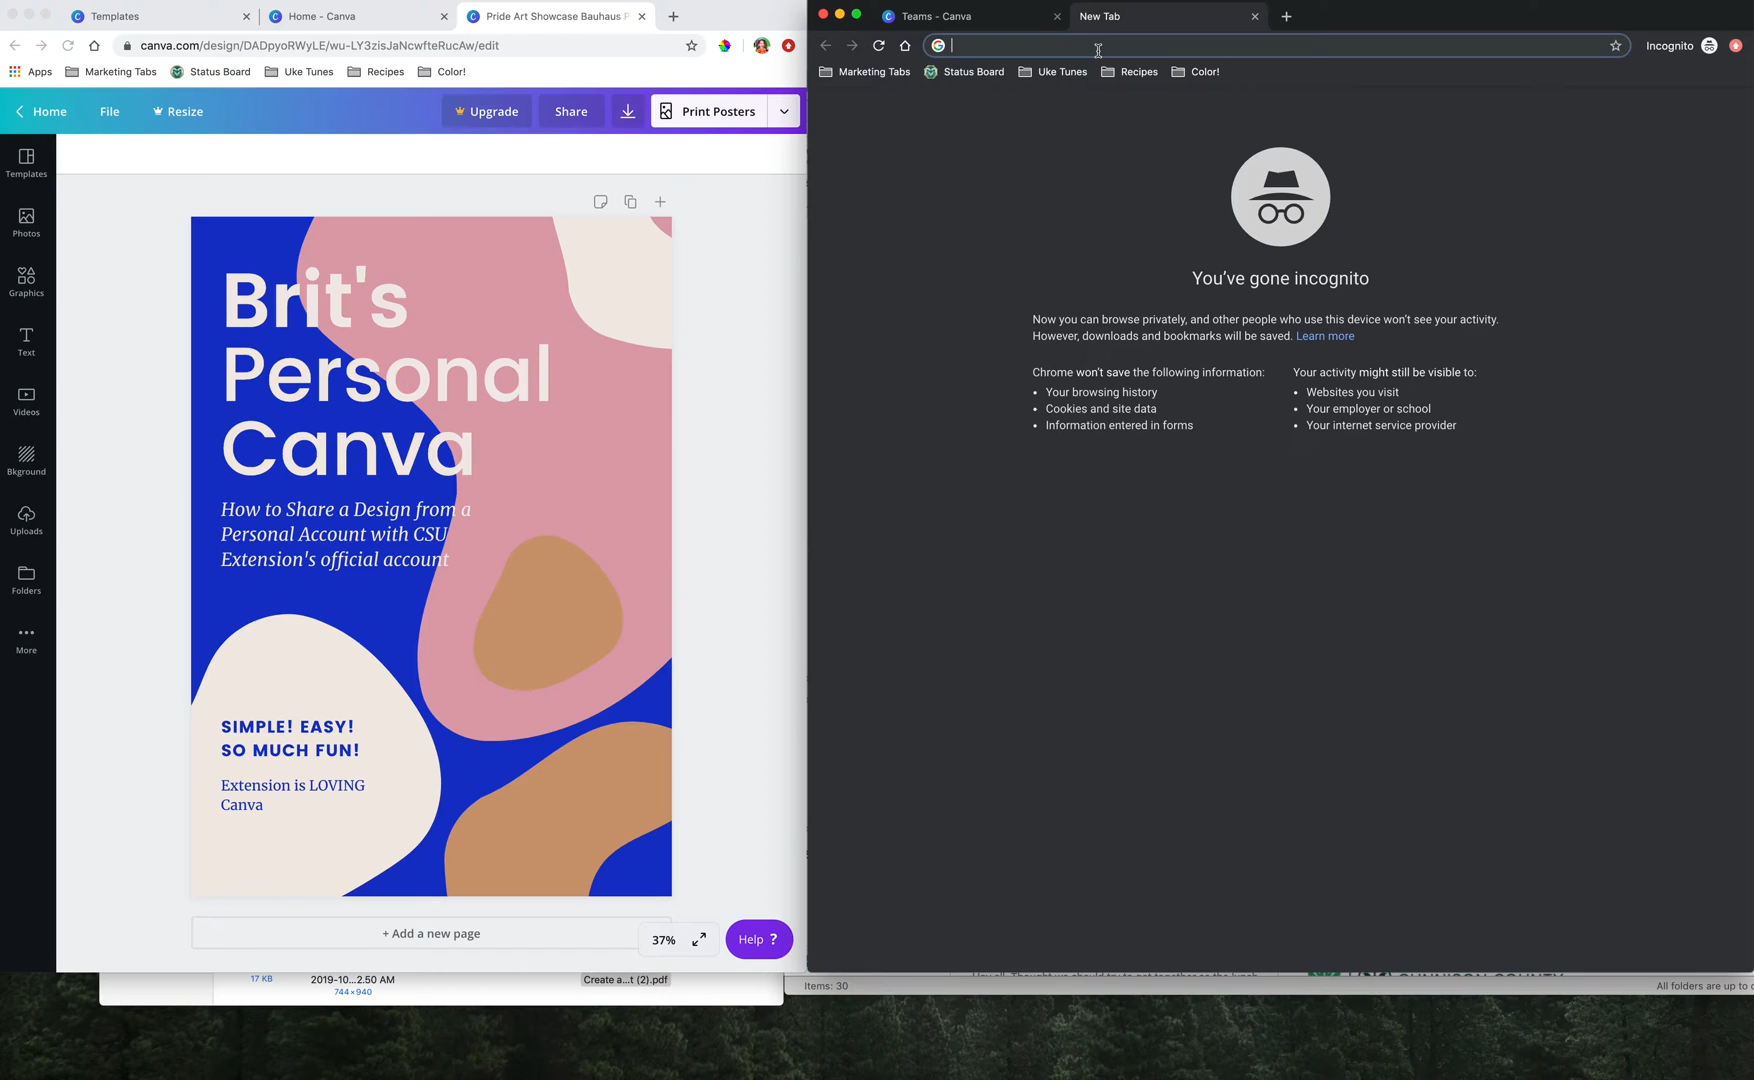 Templates
Home - Canva
Pride Art Showcase Bauhaus P
canva.com/design/DADpyoRWyLE/wu-LY3zisJaNcwfteRucAw/edit
Apps
Marketing Tabs
Status Board
Uke Tunes
Recipes
Color!
Home
File
Resize
Upgrade
Share
Print Posters
Templates
Photos
Graphics
Text
Videos
Bkground
Uploads
Folders
More
Brit's
Personal
Canva
How to Share a Design from a
Personal Account with CSU
Extension's official account
SIMPLE! EASY!
SO MUCH FUN!
Extension is LOVING
Canva
+ Add a new page
37%
Help ?
17 KB
2019-10...2.50 AM
744×940
Create a...t (2).pdf
Teams - Canva
New Tab
Incognito
Marketing Tabs
Status Board
Uke Tunes
Recipes
Color!
You've gone incognito
Now you can browse privately, and other people who use this device won't see your activity.
However, downloads and bookmarks will be saved. Learn more
Chrome won't save the following information:
• Your browsing history
• Cookies and site data
• Information entered in forms
Your activity might still be visible to:
• Websites you visit
• Your employer or school
• Your internet service provider
Items: 30
All folders are up to